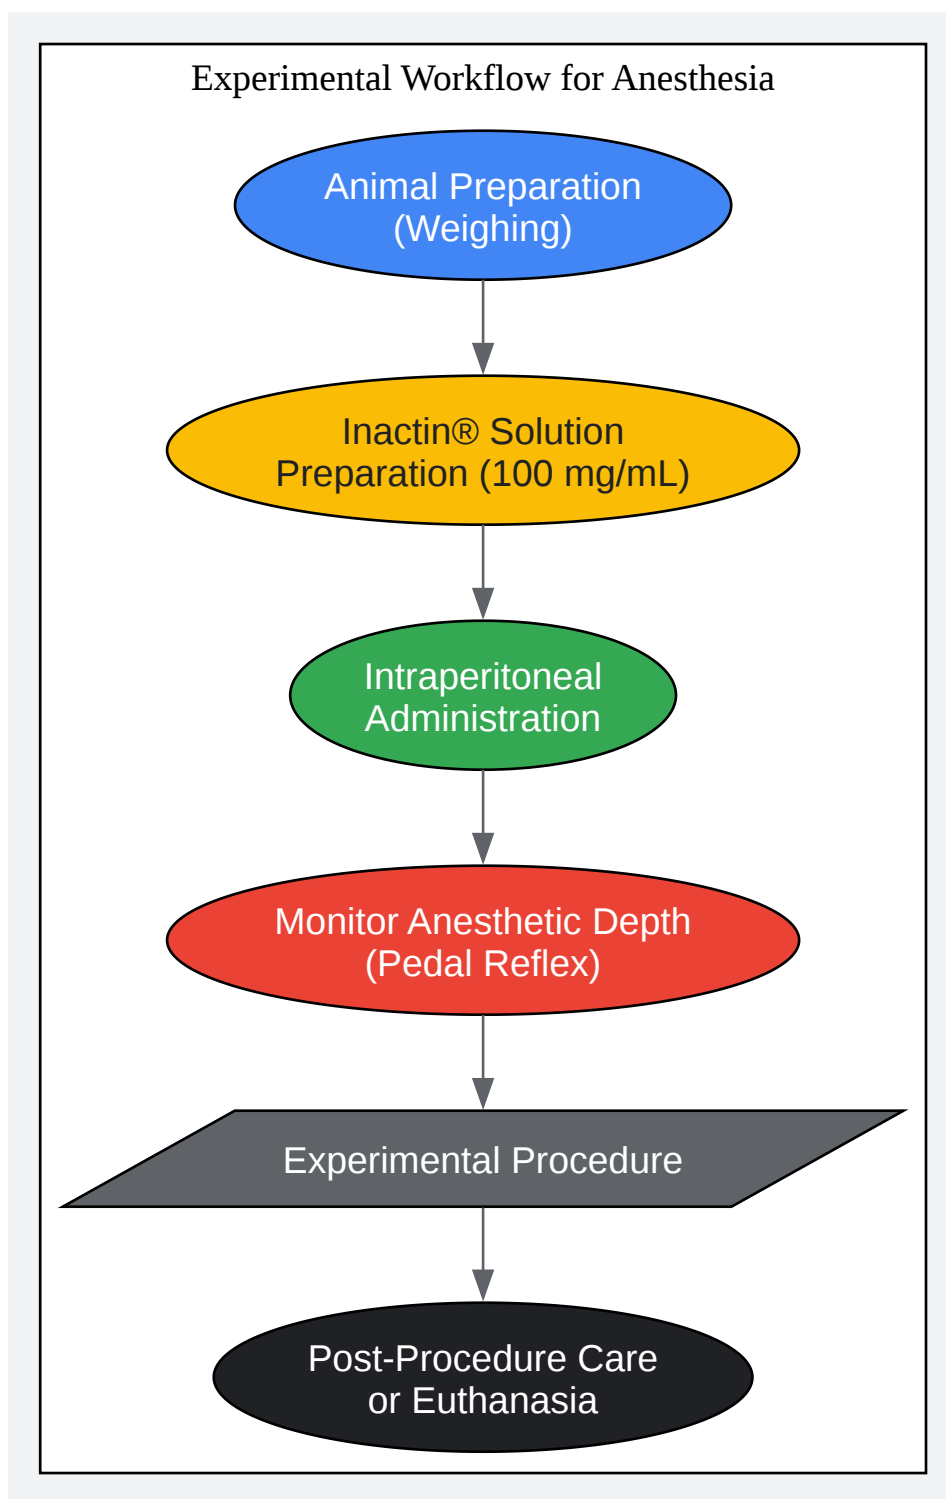 Experimental Workflow for Anesthesia
Animal Preparation
(Weighing)
Inactin® Solution
Preparation (100 mg/mL)
Intraperitoneal
Administration
Monitor Anesthetic Depth
(Pedal Reflex)
Experimental Procedure
Post-Procedure Care
or Euthanasia